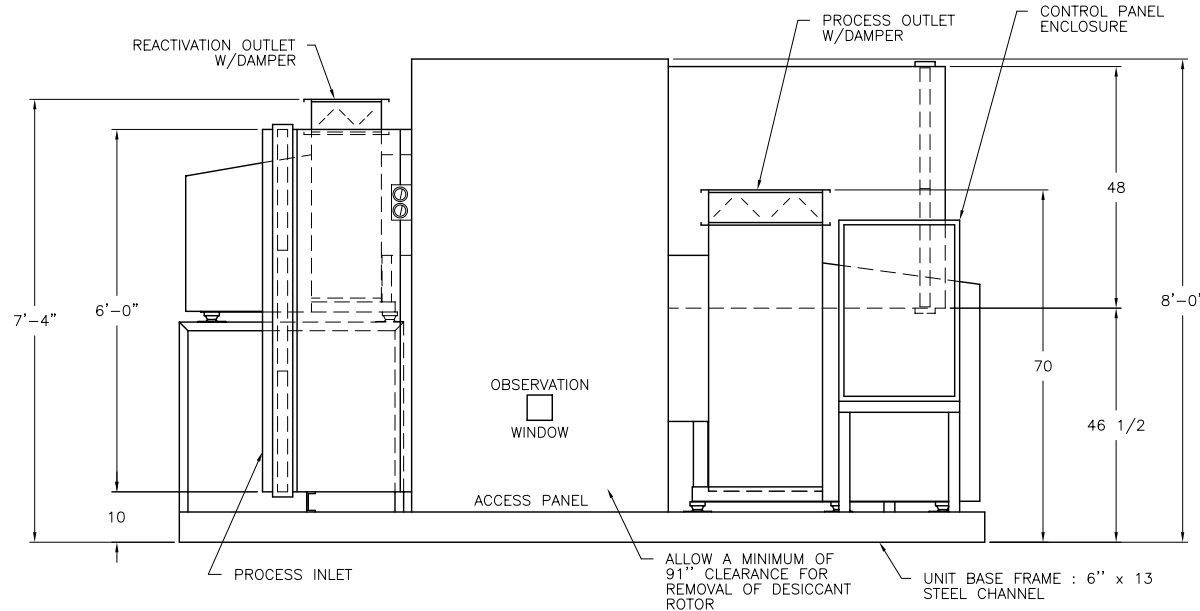 REACTIVATION OUTLET
W/DAMPER
PROCESS OUTLET
W/DAMPER
CONTROL PANEL
ENCLOSURE
7'-4"
6'-0"
10
48
8'-0"
70
46 1/2
OBSERVATION
WINDOW
ACCESS PANEL
PROCESS INLET
ALLOW A MINIMUM OF
91'' CLEARANCE FOR
REMOVAL OF DESICCANT
ROTOR
UNIT BASE FRAME : 6'' x 13
STEEL CHANNEL